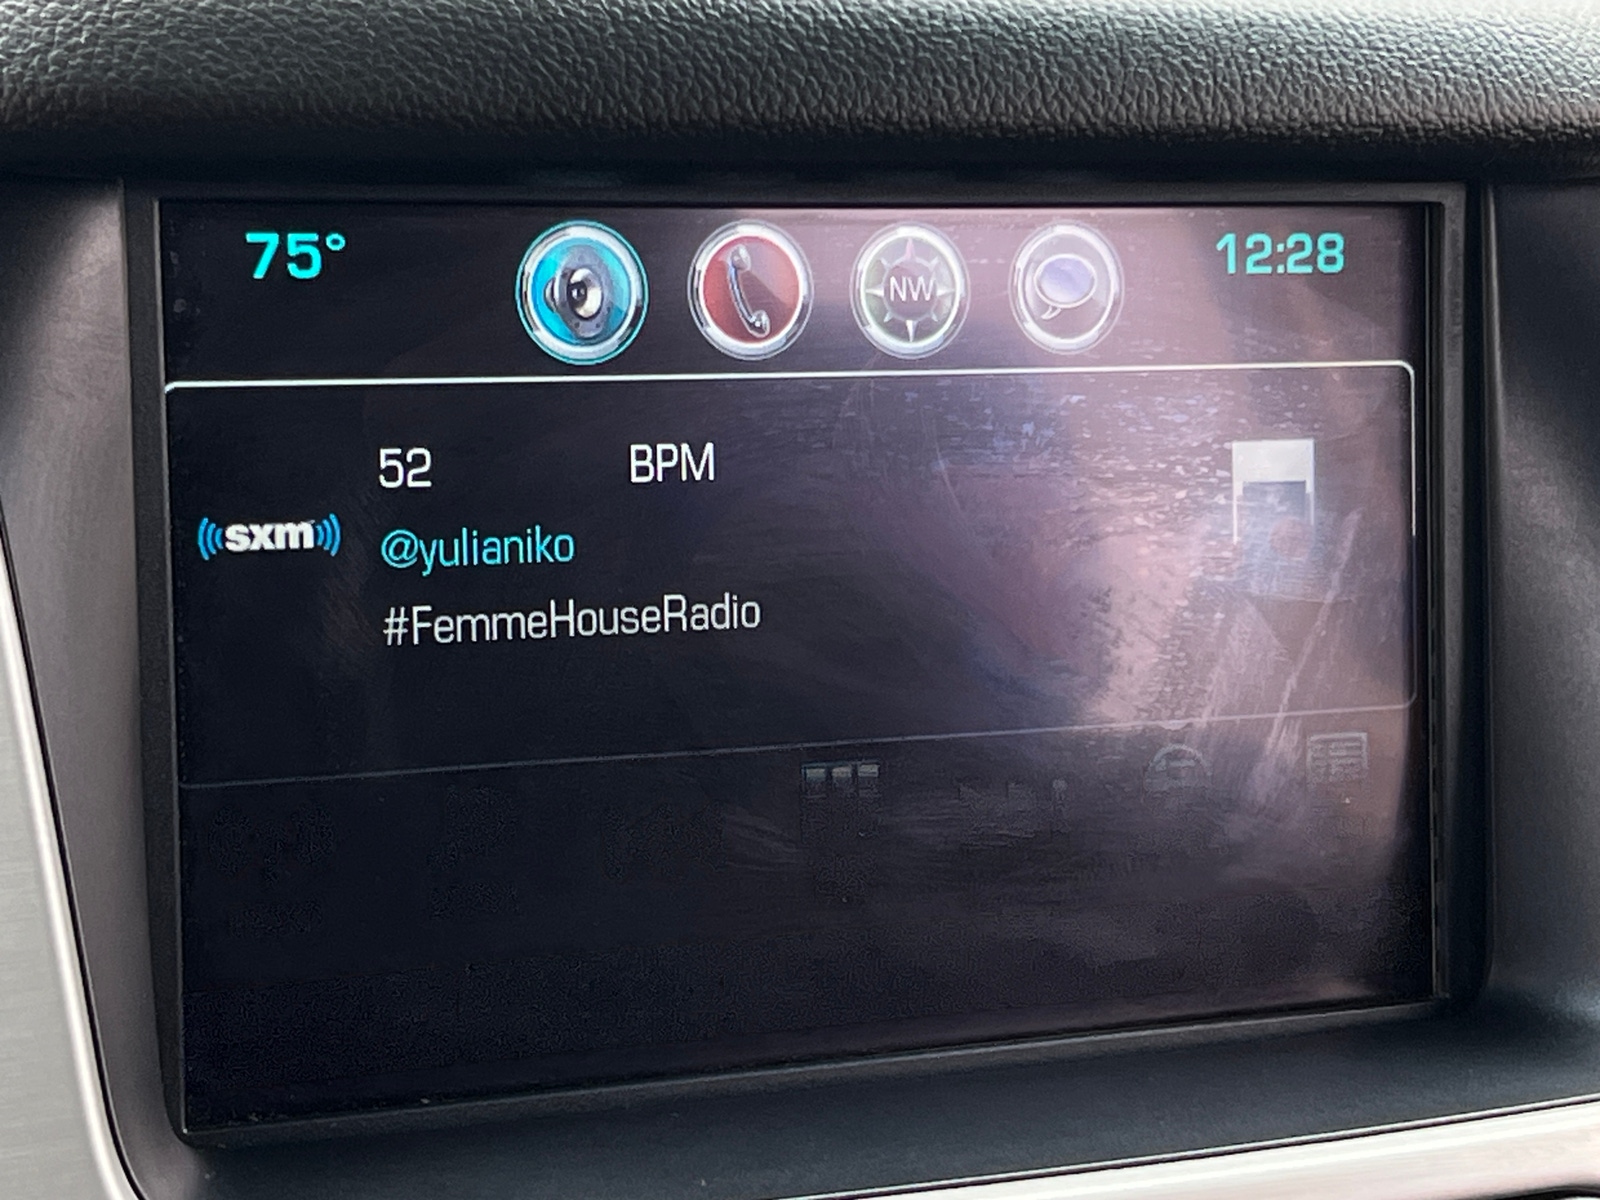 75° NW 12:28
52 BPM
sxm
@yulianiko
#FemmeHouseRadio